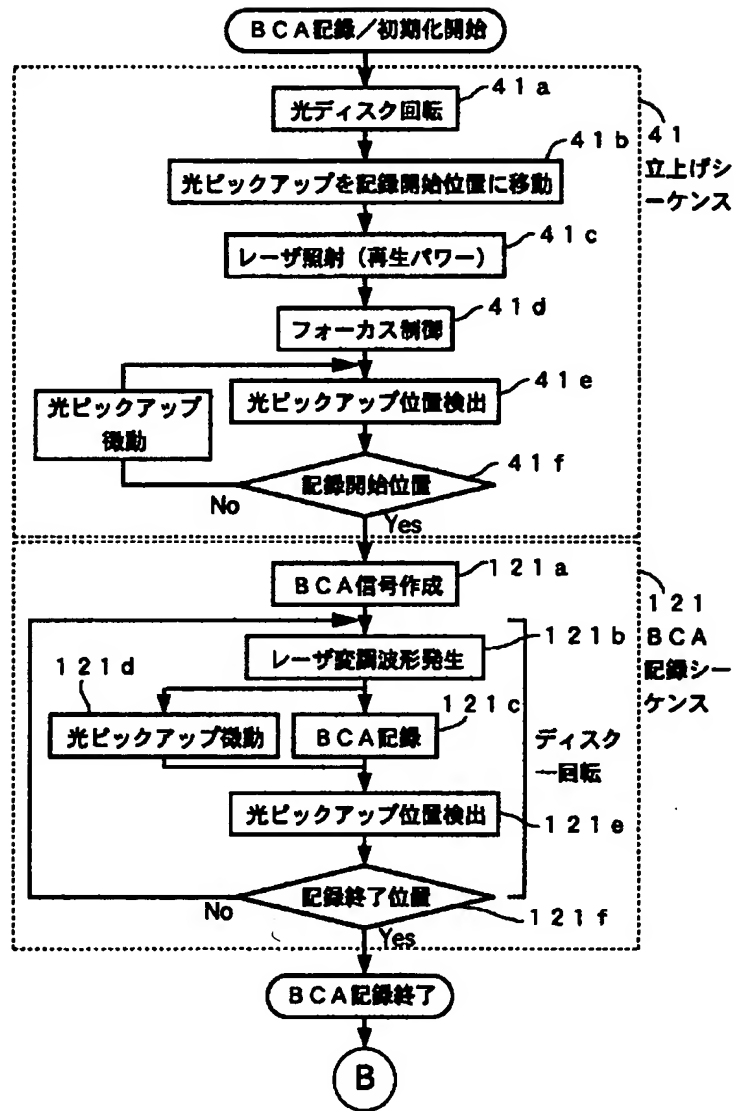 BCA記録／初期化開始
41a
光ディスク回転
41b
光ピックアップを記録開始位置に移動
41
立上げシ
ーケンス
41c
レーザ照射（再生パワー）
41d
フォーカス制御
41e
光ピックアップ位置検出
光ピックアップ
微動
41f
記録開始位置
No
Yes
121a
BCA信号作成
121
BCA
記録シー
ケンス
121b
レーザ変調波形発生
121d
121c
光ピックアップ微動
BCA記録
ディスク
一回転
光ピックアップ位置検出
121e
記録終了位置
No
121f
Yes
BCA記録終了
B